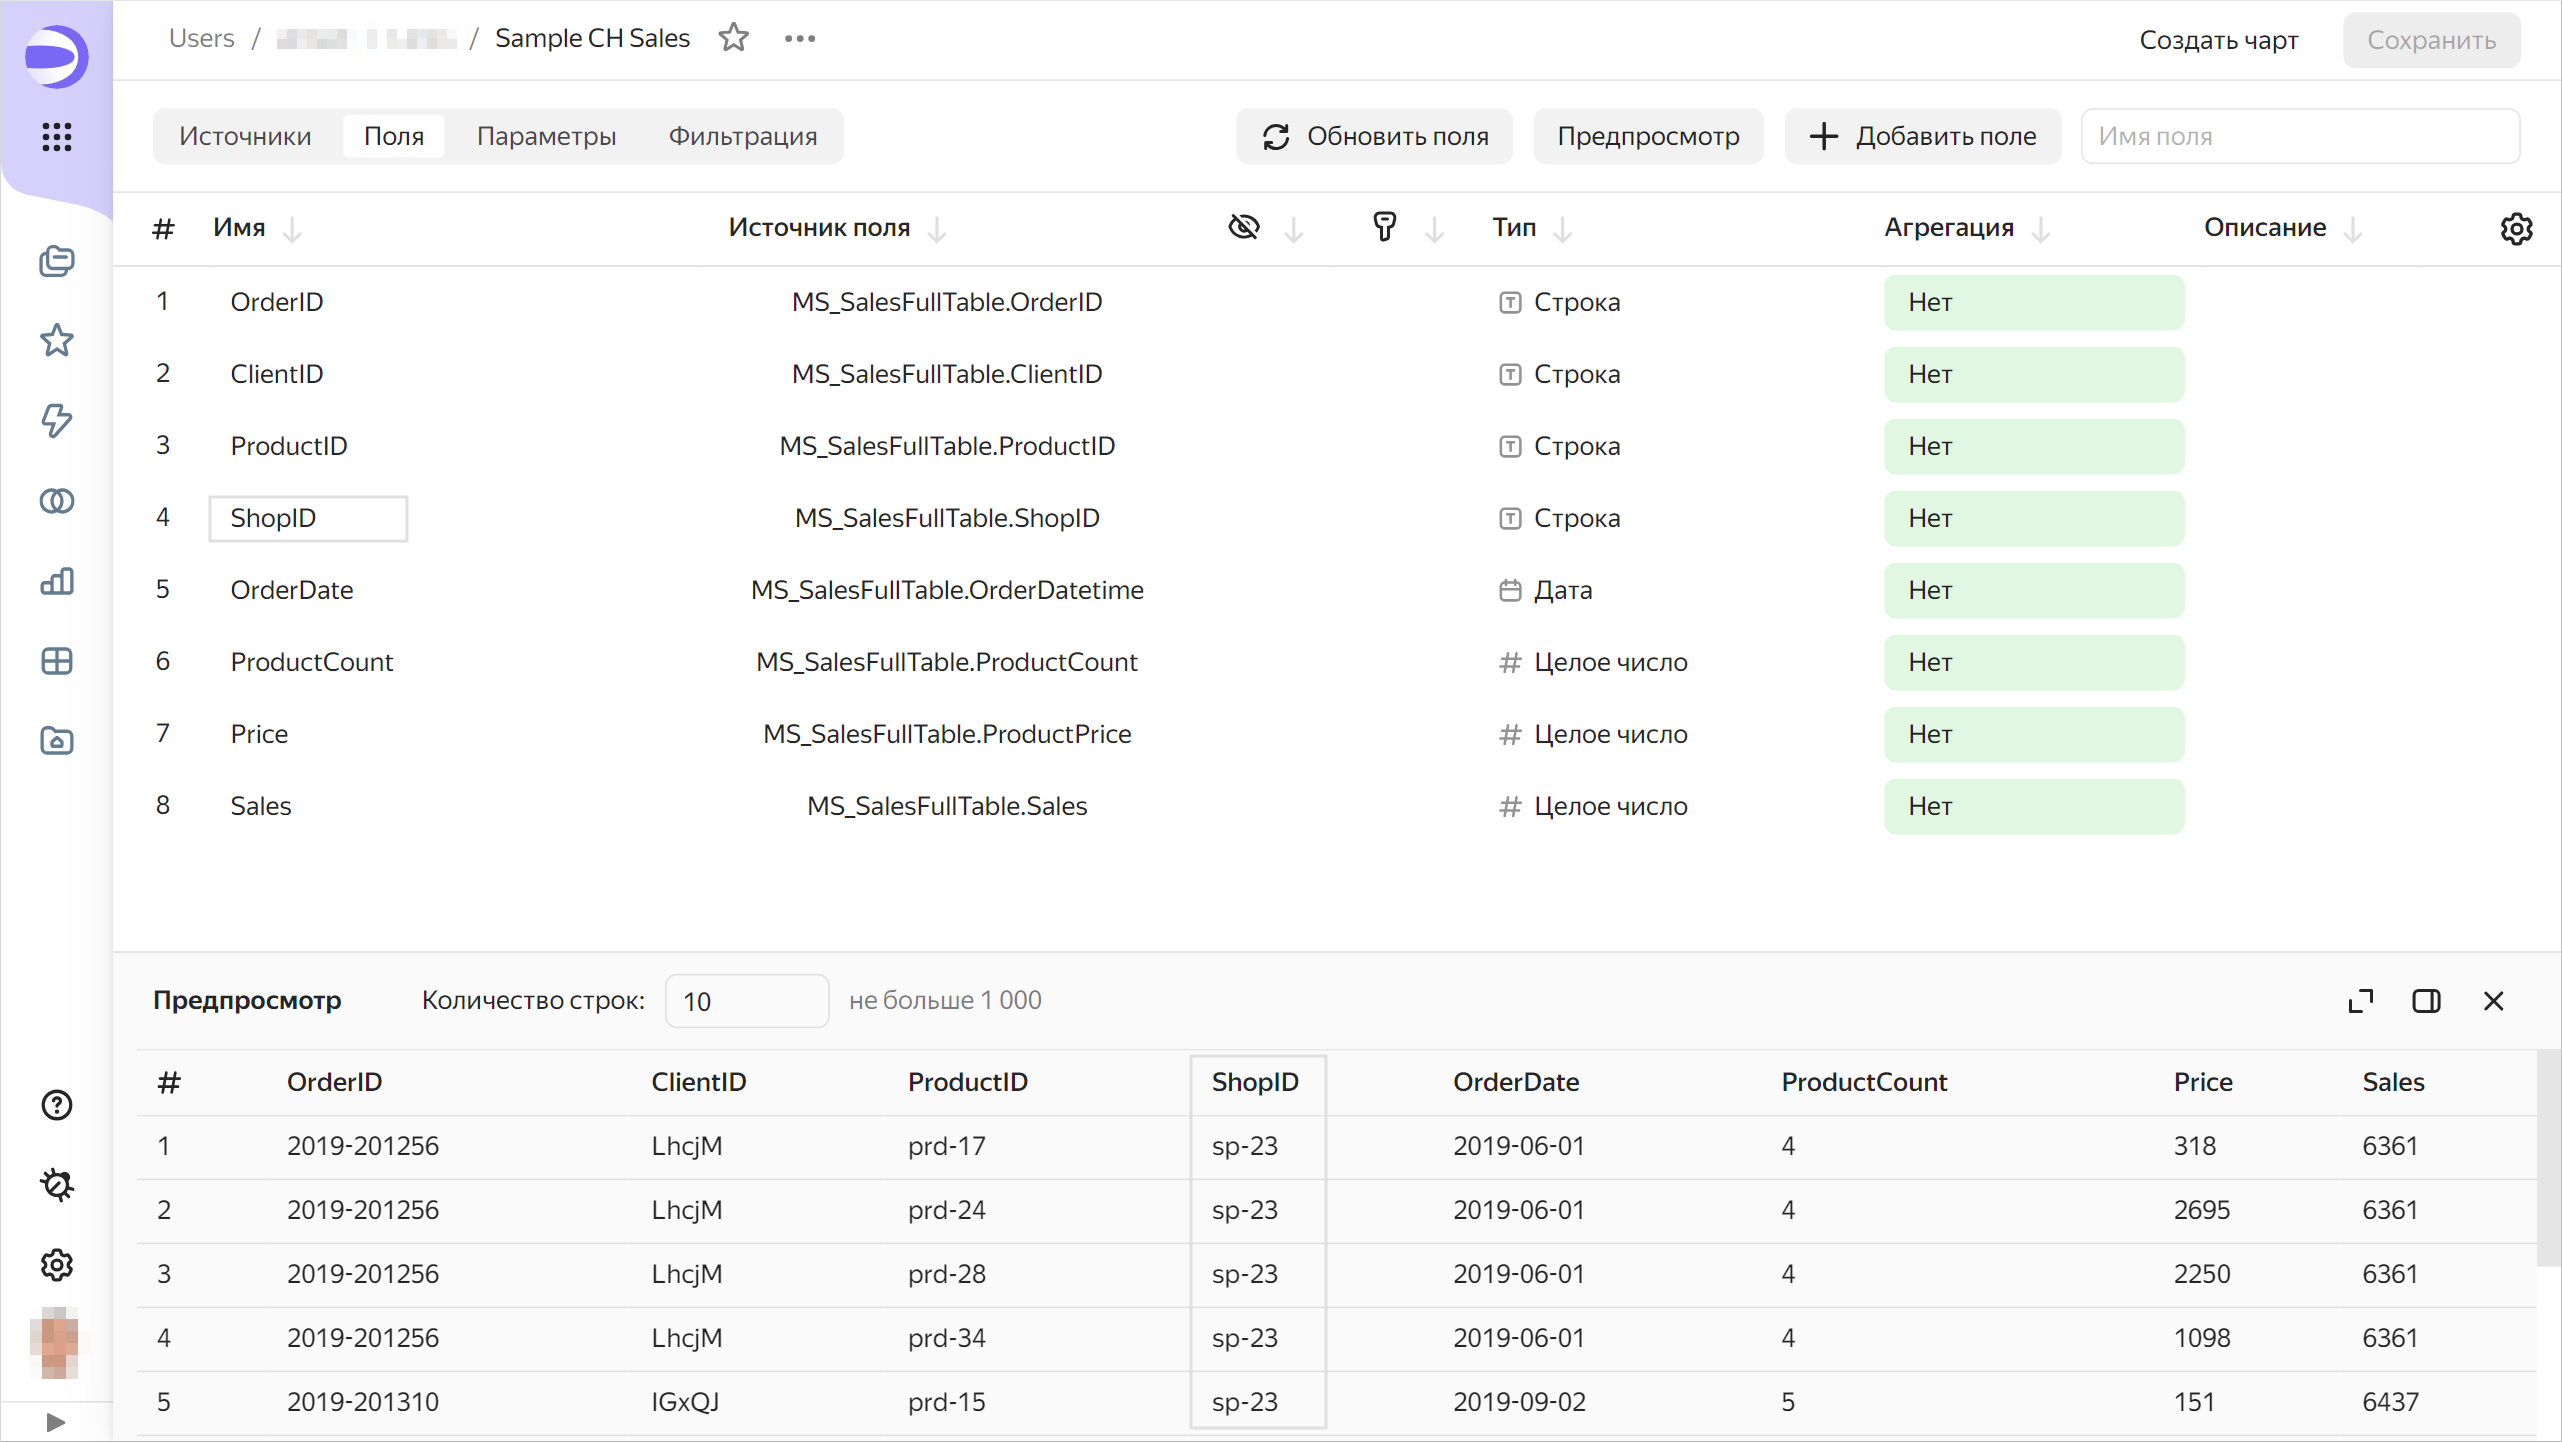 Users / / Sample CH Sales
Создать чарт
Сохранить
Источники Поля Параметры Фильтрация
Обновить поля Предпросмотр Добавить поле Имя поля
# Имя Источник поля Тип Агрегация Описание
1 OrderID MS_SalesFullTable.OrderID Строка Нет
2 ClientID MS_SalesFullTable.ClientID Строка Нет
3 ProductID MS_SalesFullTable.ProductID Строка Нет
4 ShopID MS_SalesFullTable.ShopID Строка Нет
5 OrderDate MS_SalesFullTable.OrderDatetime Дата Нет
6 ProductCount MS_SalesFullTable.ProductCount # Целое число Нет
7 Price MS_SalesFullTable.ProductPrice # Целое число Нет
8 Sales MS_SalesFullTable.Sales # Целое число Нет
Предпросмотр Количество строк: 10 не больше 1 000
# OrderID ClientID ProductID ShopID OrderDate ProductCount Price Sales
1 2019-201256 LhcjM prd-17 sp-23 2019-06-01 4 318 6361
2 2019-201256 LhcjM prd-24 sp-23 2019-06-01 4 2695 6361
3 2019-201256 LhcjM prd-28 sp-23 2019-06-01 4 2250 6361
4 2019-201256 LhcjM prd-34 sp-23 2019-06-01 4 1098 6361
5 2019-201310 IGxQJ prd-15 sp-23 2019-09-02 5 151 6437